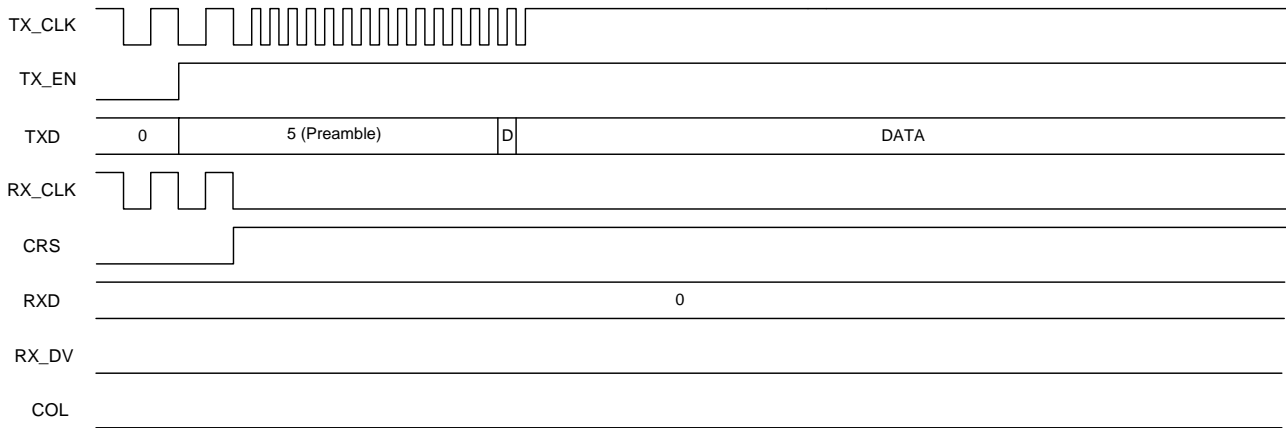 TX_CLK
TX_EN
TXD 0 5 (Preamble) D DATA
RX_CLK
CRS
RXD 0
RX_DV
COL